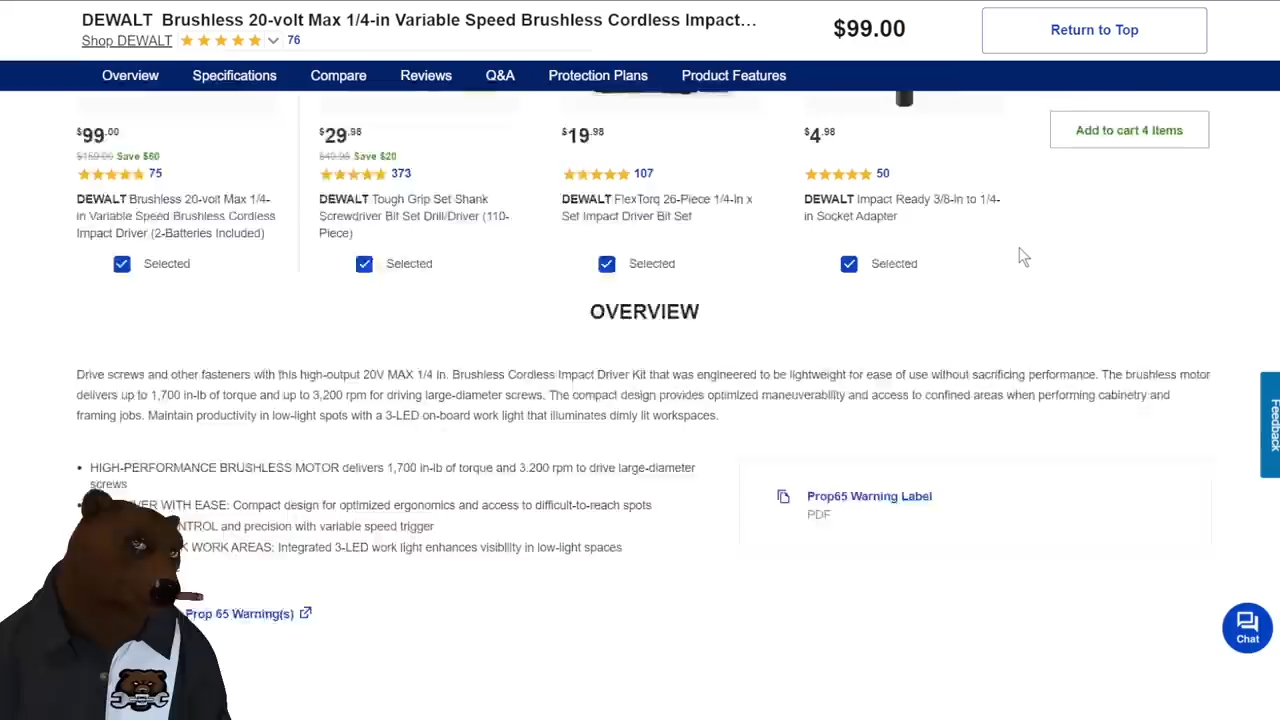 DEWALT Brushless 20-volt Max 1/4-in Variable Speed Brushless Cordless Impact...
Shop DEWALT 76
$99.00
Return to Top
Overview Specifications Compare Reviews Q&A Protection Plans Product Features
$99.00
$159.00 Save $60
75
DEWALT Brushless 20-volt Max 1/4-
in Variable Speed Brushless Cordless
Impact Driver (2-Batteries Included)
Selected
$29.98
$49.98 Save $20
373
DEWALT Tough Grip Set Shank
Screwdriver Bit Set Drill/Driver (110-
Piece)
Selected
$19.98
107
DEWALT FlexTorq 26-Piece 1/4-in x
Set Impact Driver Bit Set
Selected
$4.98
50
DEWALT Impact Ready 3/8-in to 1/4-
in Socket Adapter
Selected
Add to cart 4 items
OVERVIEW
Drive screws and other fasteners with this high-output 20V MAX 1/4 in. Brushless Cordless Impact Driver Kit that was engineered to be lightweight for ease of use without sacrificing performance. The brushless motor
delivers up to 1,700 in-lb of torque and up to 3,200 rpm for driving large-diameter screws. The compact design provides optimized maneuverability and access to confined areas when performing cabinetry and
framing jobs. Maintain productivity in low-light spots with a 3-LED on-board work light that illuminates dimly lit workspaces.
• HIGH-PERFORMANCE BRUSHLESS MOTOR delivers 1,700 in-lb of torque and 3.200 rpm to drive large-diameter
screws
WITH EASE: Compact design for optimized ergonomics and access to difficult-to-reach spots
and precision with variable speed trigger
WORK AREAS: Integrated 3-LED work light enhances visibility in low-light spaces
Prop 65 Warning(s)
Prop65 Warning Label
PDF
Feedback
Chat